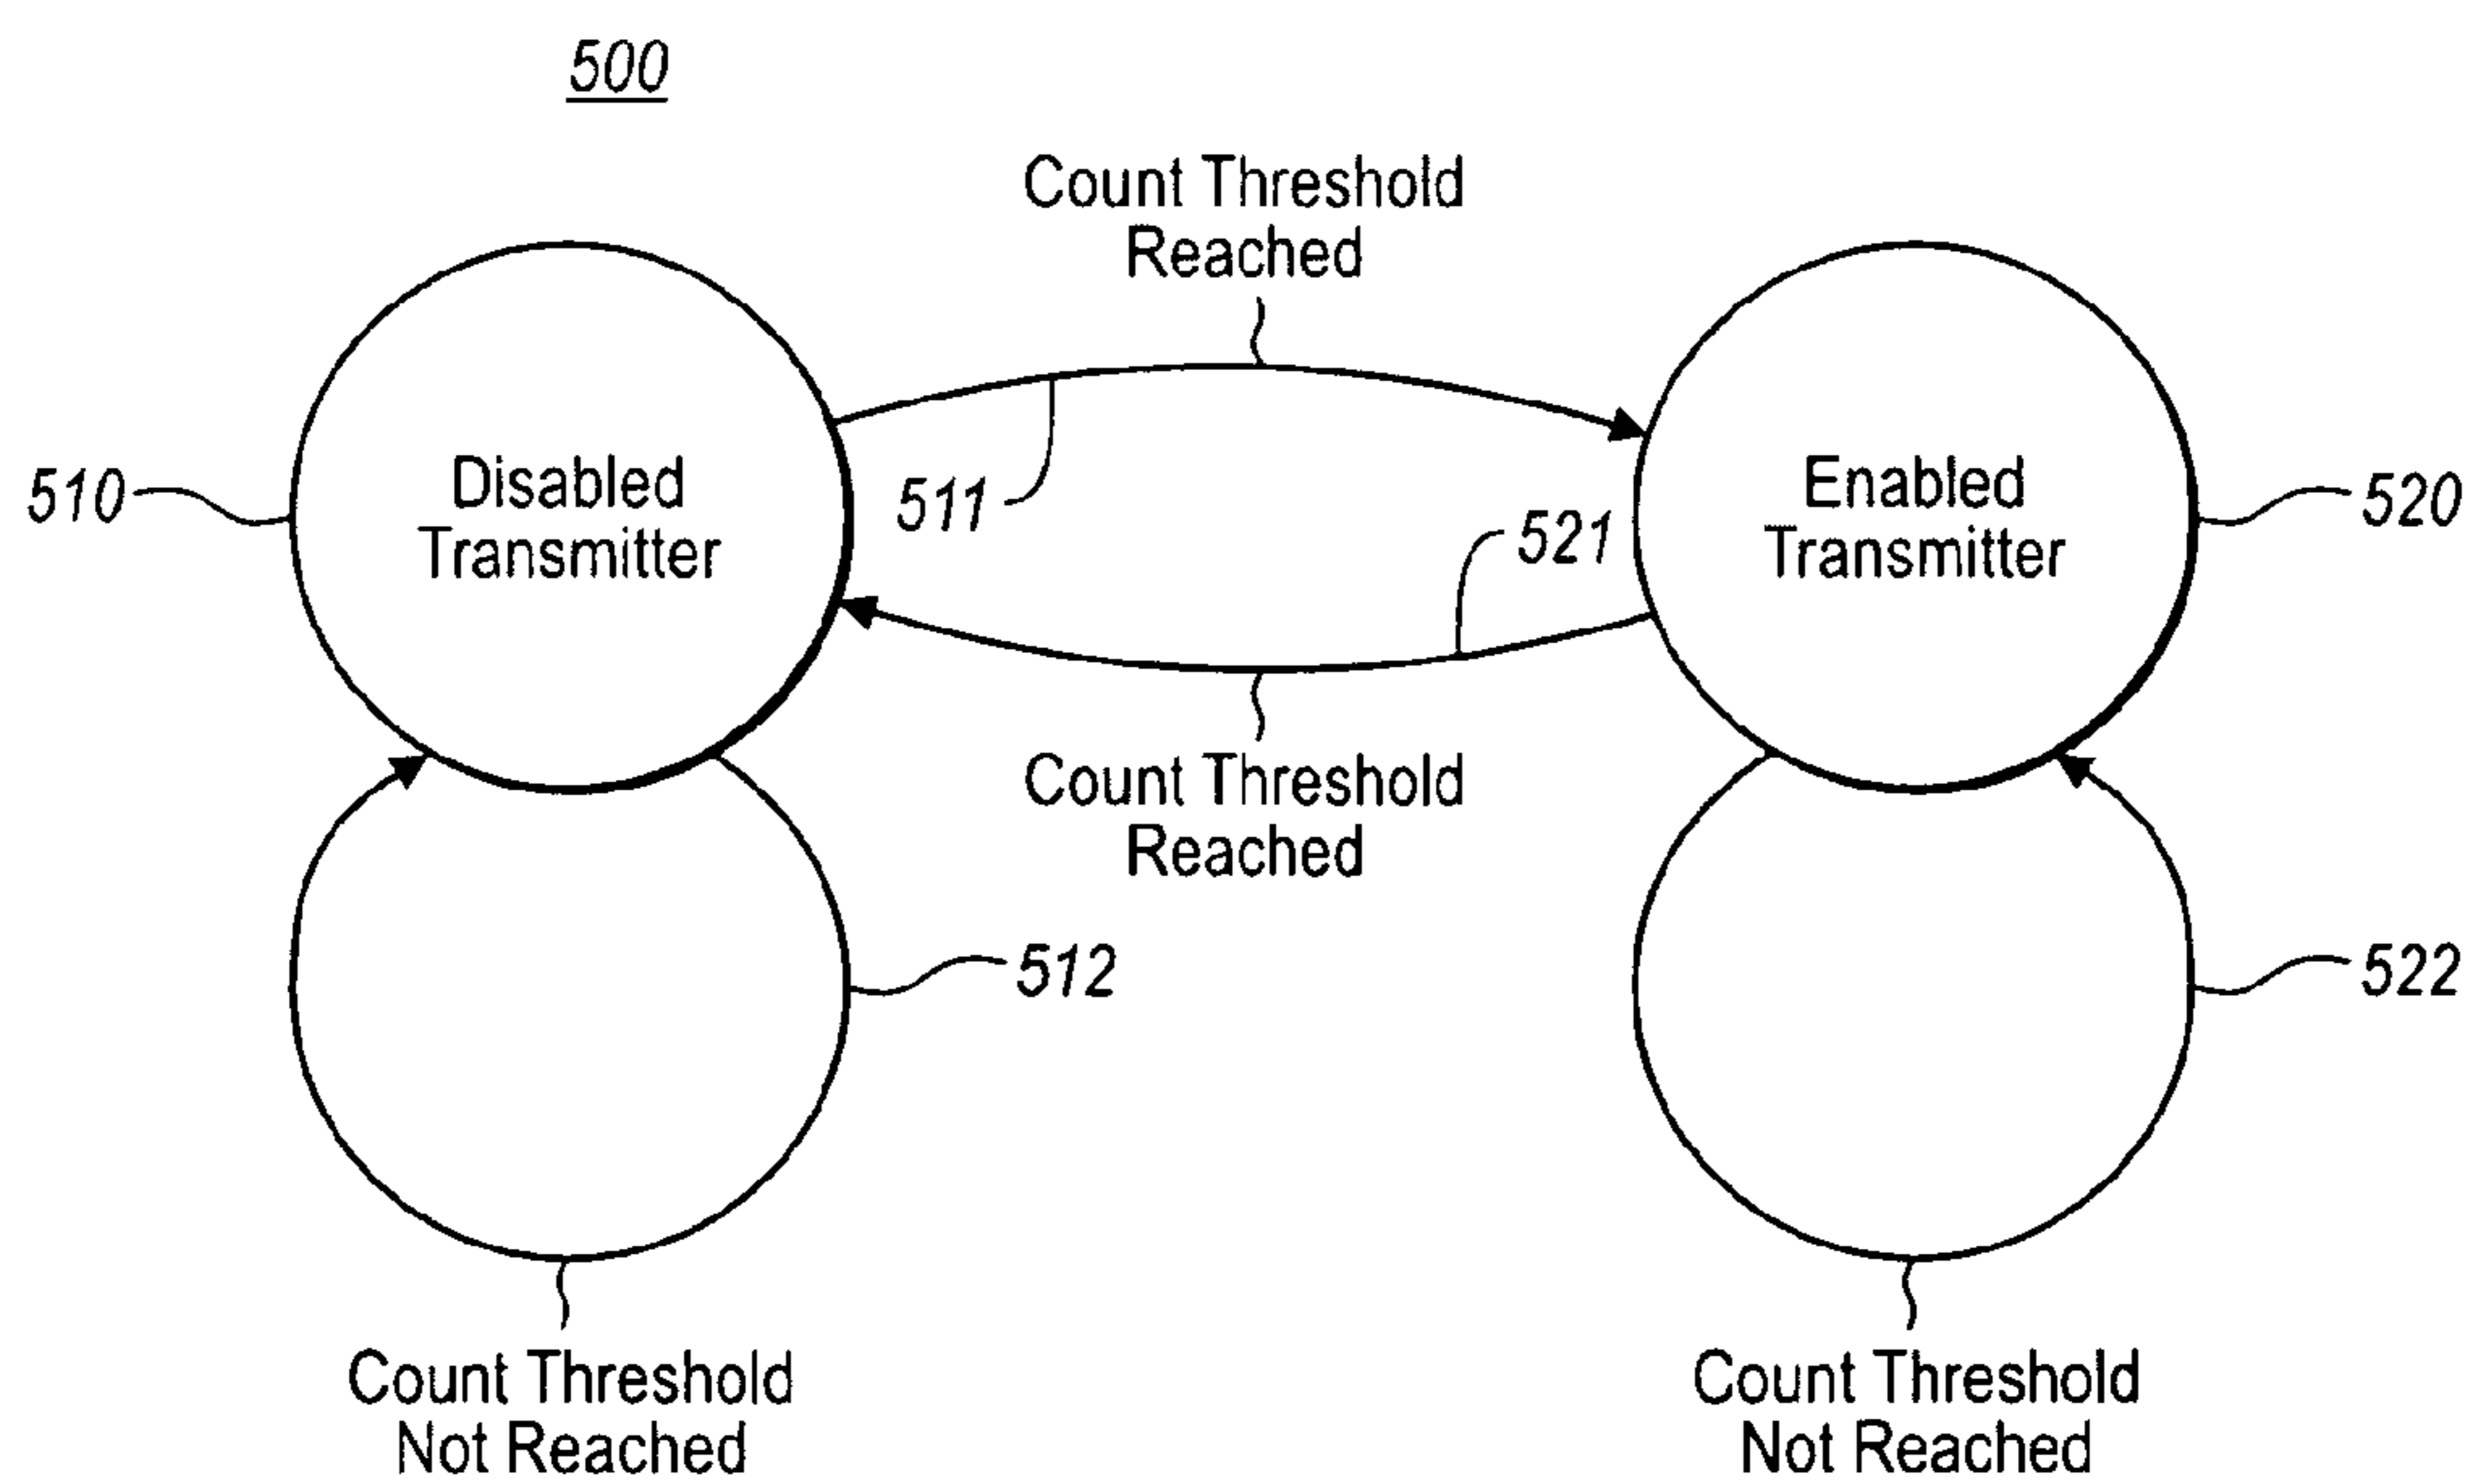 500
Count Threshold
Reached
Disabled
Transmitter
Enabled
Transmitter
510
511
521
520
Count Threshold
Reached
512
522
Count Threshold
Not Reached
Count Threshold
Not Reached